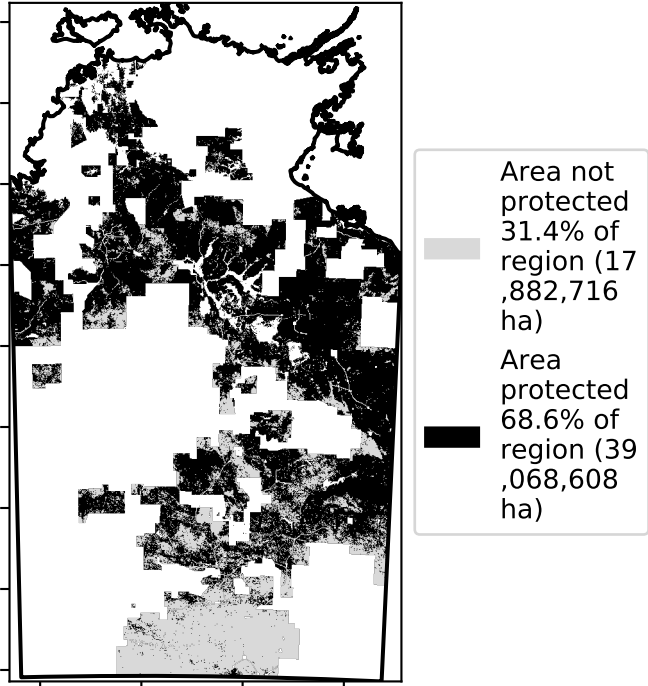 Area not
protected
31.4% of
region (17
,882,716
ha)
Area
protected
68.6% of
region (39
,068,608
ha)